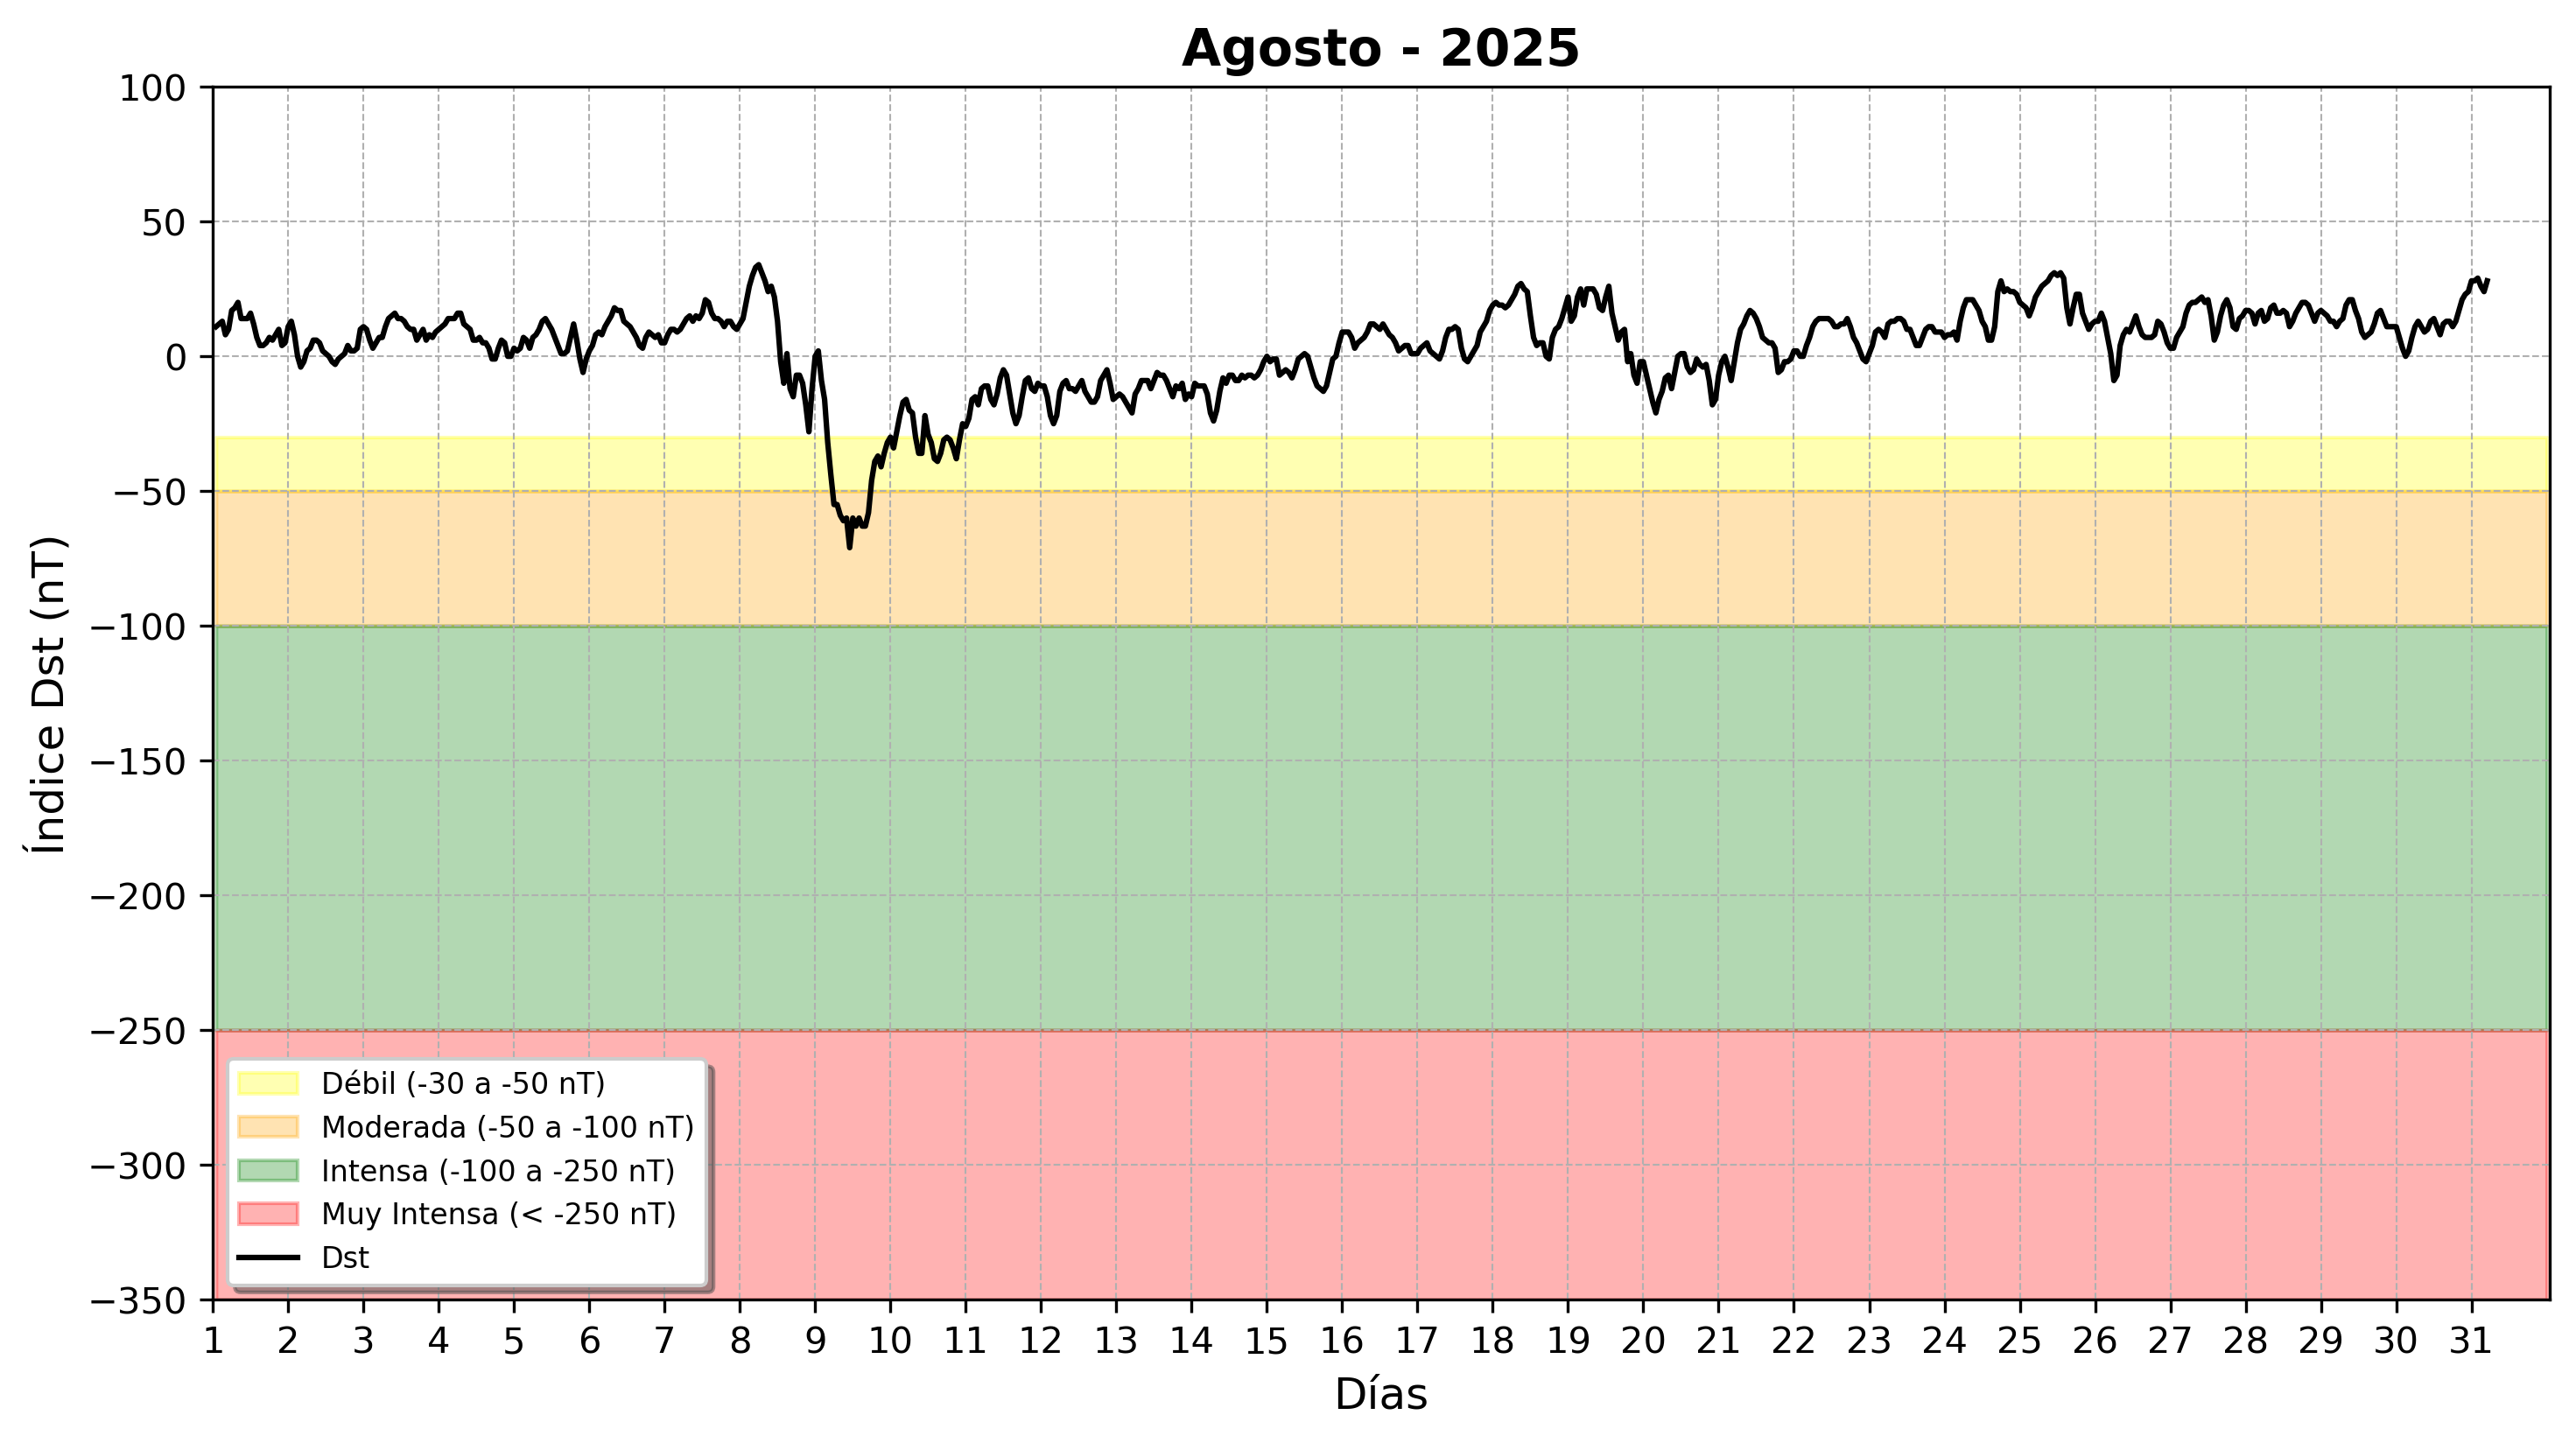 Agosto - 2025
100
50
0
−50
−100
−150
−200
−250
−300
−350
Índice Dst (nT)
Débil (-30 a -50 nT)
Moderada (-50 a -100 nT)
Intensa (-100 a -250 nT)
Muy Intensa (< -250 nT)
Dst
1 2 3 4 5 6 7 8 9 10 11 12 13 14 15 16 17 18 19 20 21 22 23 24 25 26 27 28 29 30 31
Días